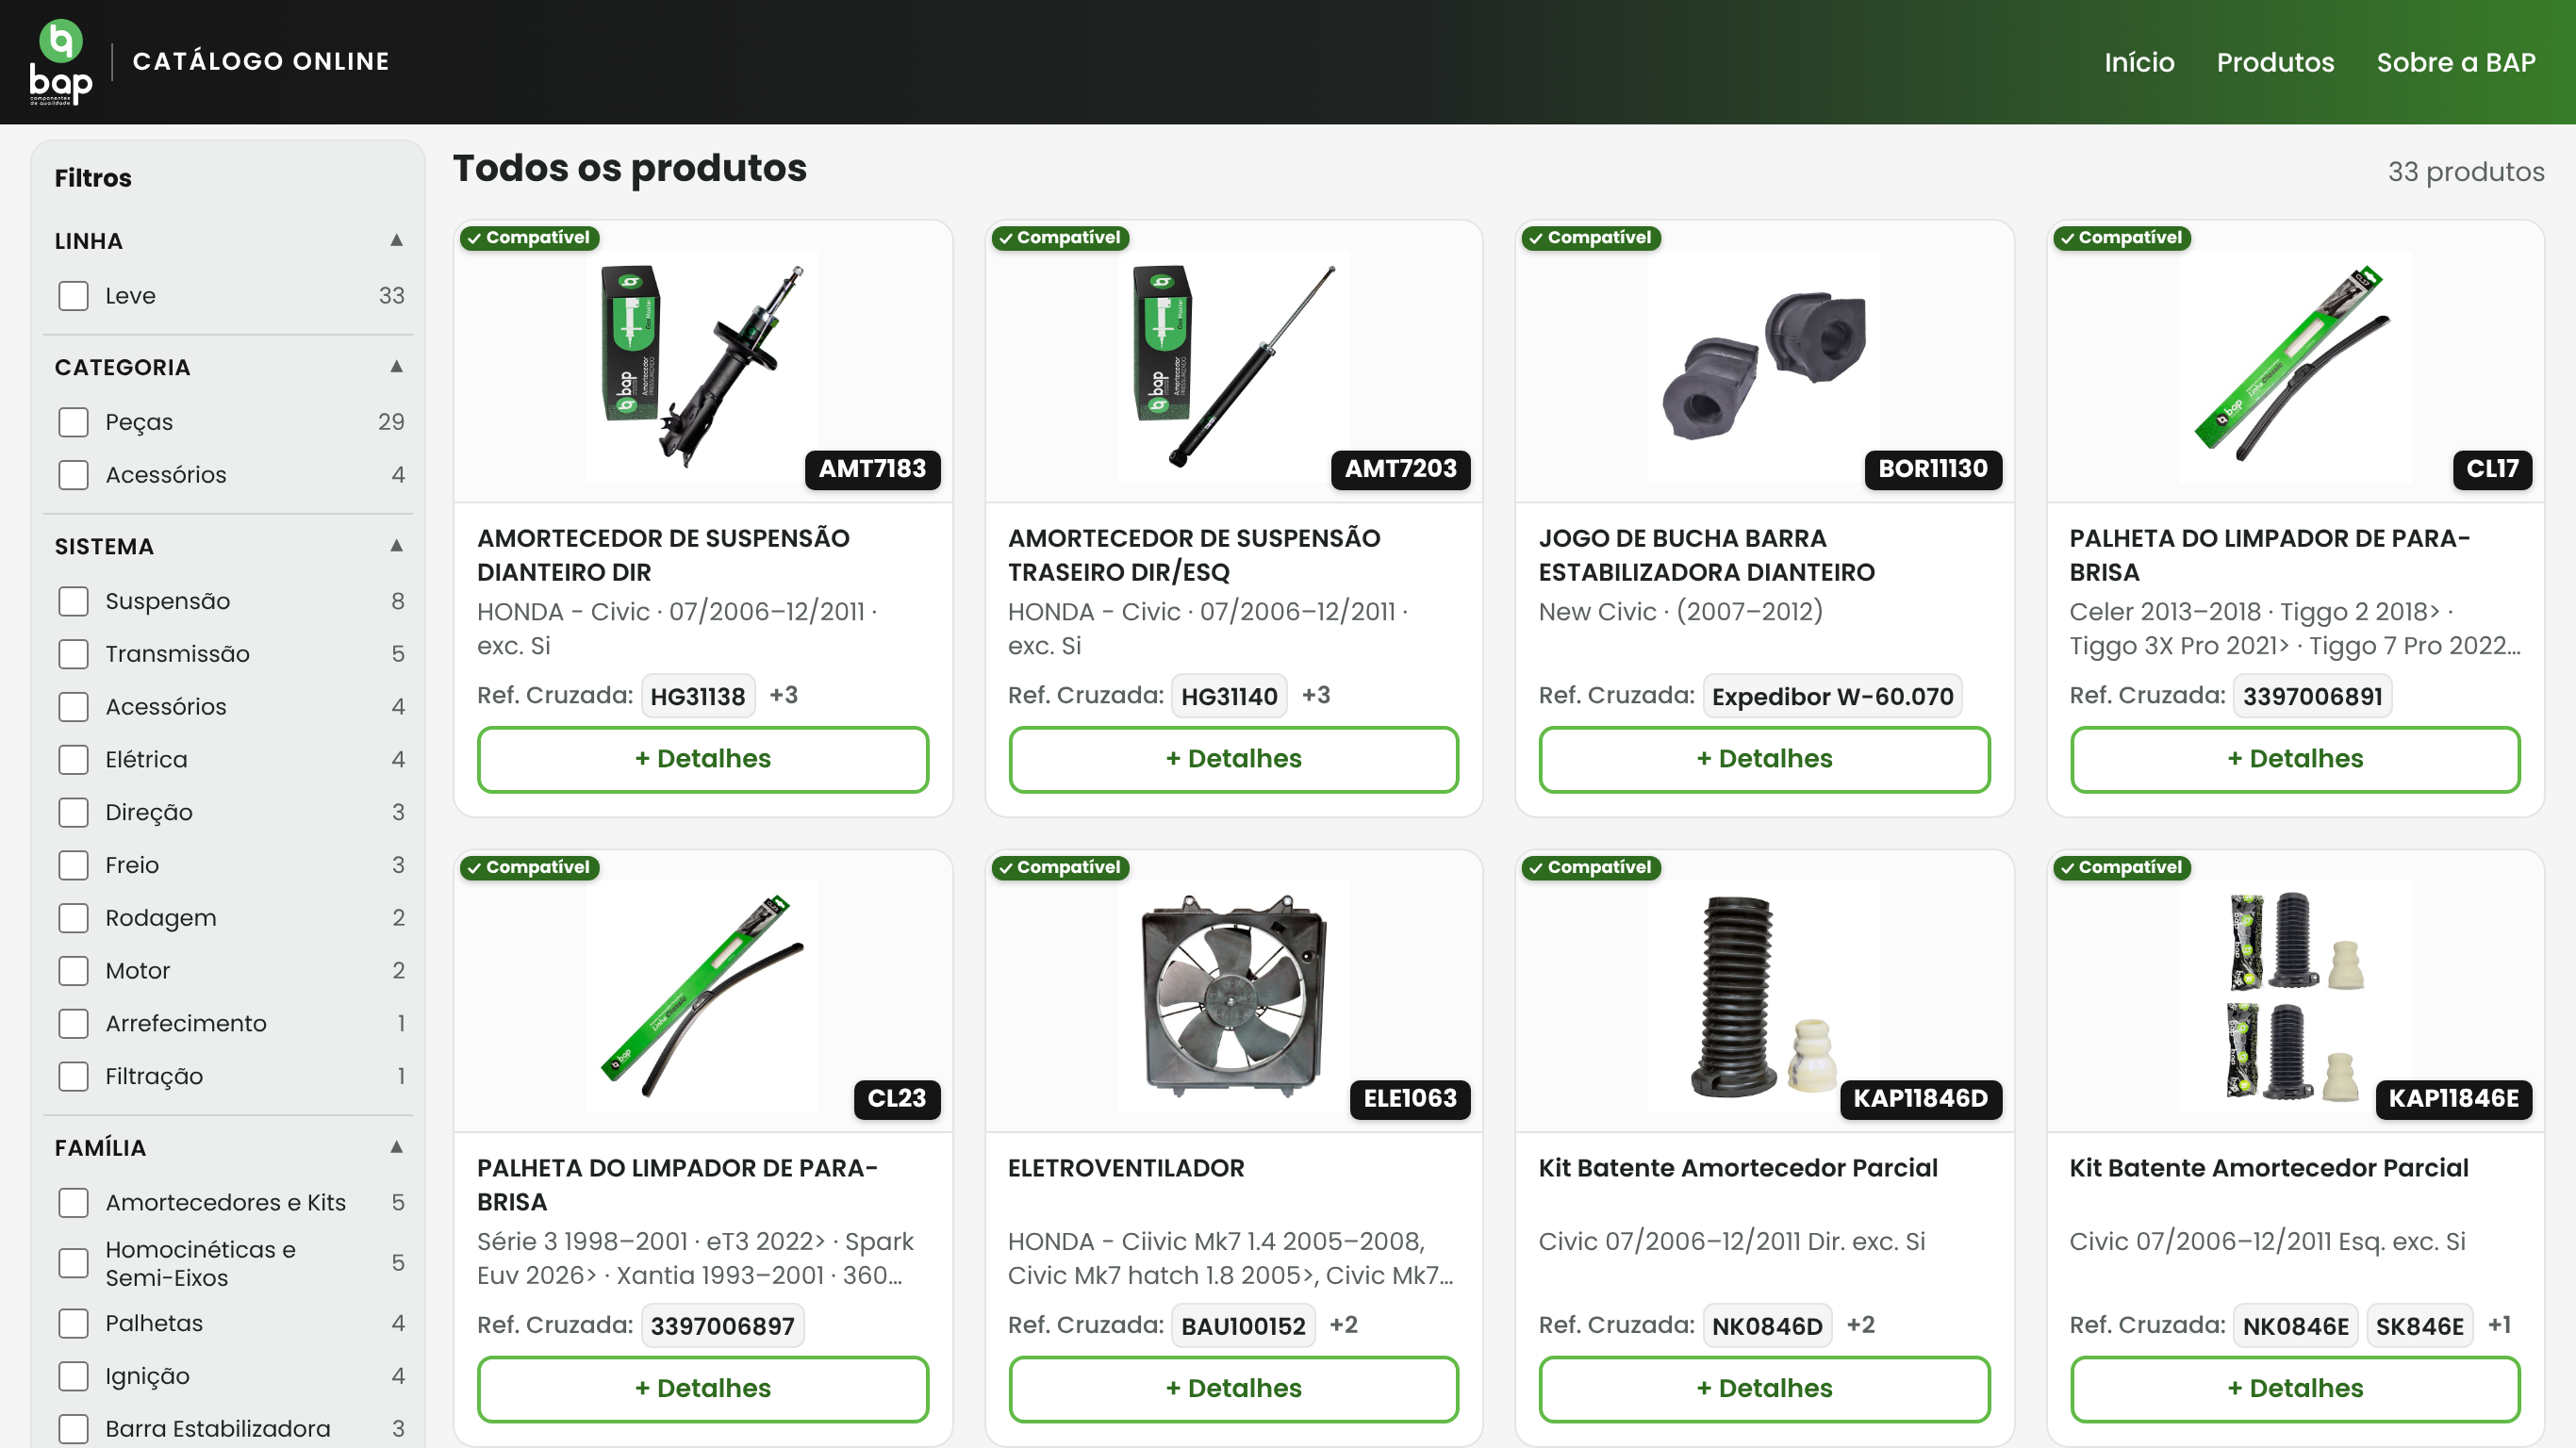 bap
componentes
de qualidade
CATÁLOGO ONLINE
Início
Produtos
Sobre a BAP
Filtros
LINHA
Leve 33
CATEGORIA
Peças 29
Acessórios 4
SISTEMA
Suspensão 8
Transmissão 5
Acessórios 4
Elétrica 4
Direção 3
Freio 3
Rodagem 2
Motor 2
Arrefecimento 1
Filtração 1
FAMÍLIA
Amortecedores e Kits 5
Homocinéticas e
Semi-Eixos 5
Palhetas 4
Ignição 4
Barra Estabilizadora 3
Todos os produtos
33 produtos
Compatível
bap
Amortecedor
AMT7183
AMORTECEDOR DE SUSPENSÃO
DIANTEIRO DIR
HONDA - Civic · 07/2006–12/2011 ·
exc. Si
Ref. Cruzada: HG31138 +3
+ Detalhes
Compatível
bap
Amortecedor
AMT7203
AMORTECEDOR DE SUSPENSÃO
TRASEIRO DIR/ESQ
HONDA - Civic · 07/2006–12/2011 ·
exc. Si
Ref. Cruzada: HG31140 +3
+ Detalhes
Compatível
BOR11130
JOGO DE BUCHA BARRA
ESTABILIZADORA DIANTEIRO
New Civic · (2007–2012)
Ref. Cruzada: Expedibor W-60.070
+ Detalhes
Compatível
bap
CL17
CL17
PALHETA DO LIMPADOR DE PARA-
BRISA
Celer 2013–2018 · Tiggo 2 2018> ·
Tiggo 3X Pro 2021> · Tiggo 7 Pro 2022...
Ref. Cruzada: 3397006891
+ Detalhes
Compatível
bap
CL23
PALHETA DO LIMPADOR DE PARA-
BRISA
Série 3 1998–2001 · eT3 2022> · Spark
Euv 2026> · Xantia 1993–2001 · 360...
Ref. Cruzada: 3397006897
+ Detalhes
Compatível
ELE1063
ELETROVENTILADOR
HONDA - Ciivic Mk7 1.4 2005–2008,
Civic Mk7 hatch 1.8 2005>, Civic Mk7...
Ref. Cruzada: BAU100152 +2
+ Detalhes
Compatível
KAP11846D
Kit Batente Amortecedor Parcial
Civic 07/2006–12/2011 Dir. exc. Si
Ref. Cruzada: NK0846D +2
+ Detalhes
Compatível
bap
bap
KAP11846E
Kit Batente Amortecedor Parcial
Civic 07/2006–12/2011 Esq. exc. Si
Ref. Cruzada: NK0846E SK846E +1
+ Detalhes